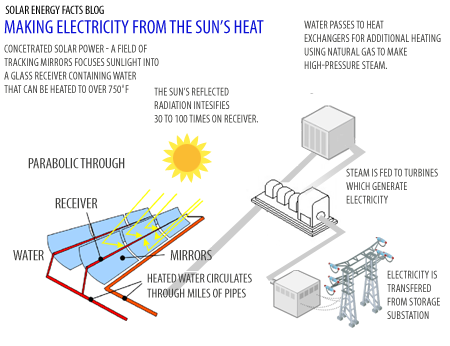 SOLAR ENERGY FACTS BLOG
MAKING ELECTRICITY FROM THE SUN'S HEAT
CONCETRATED SOLAR POWER - A FIELD OF
TRACKING MIRRORS FOCUSES SUNLIGHT INTO
A GLASS RECEIVER CONTAINING WATER
THAT CAN BE HEATED TO OVER 750°F
WATER PASSES TO HEAT
EXCHANGERS FOR ADDITIONAL HEATING
USING NATURAL GAS TO MAKE
HIGH-PRESSURE STEAM.
THE SUN'S REFLECTED
RADIATION INTESIFIES
30 TO 100 TIMES ON RECEIVER.
PARABOLIC THROUGH
RECEIVER
WATER
MIRRORS
HEATED WATER CIRCULATES
THROUGH MILES OF PIPES
STEAM IS FED TO TURBINES
WHICH GENERATE
ELECTRICITY
ELECTRICITY IS
TRANSFERED
FROM STORAGE
SUBSTATION